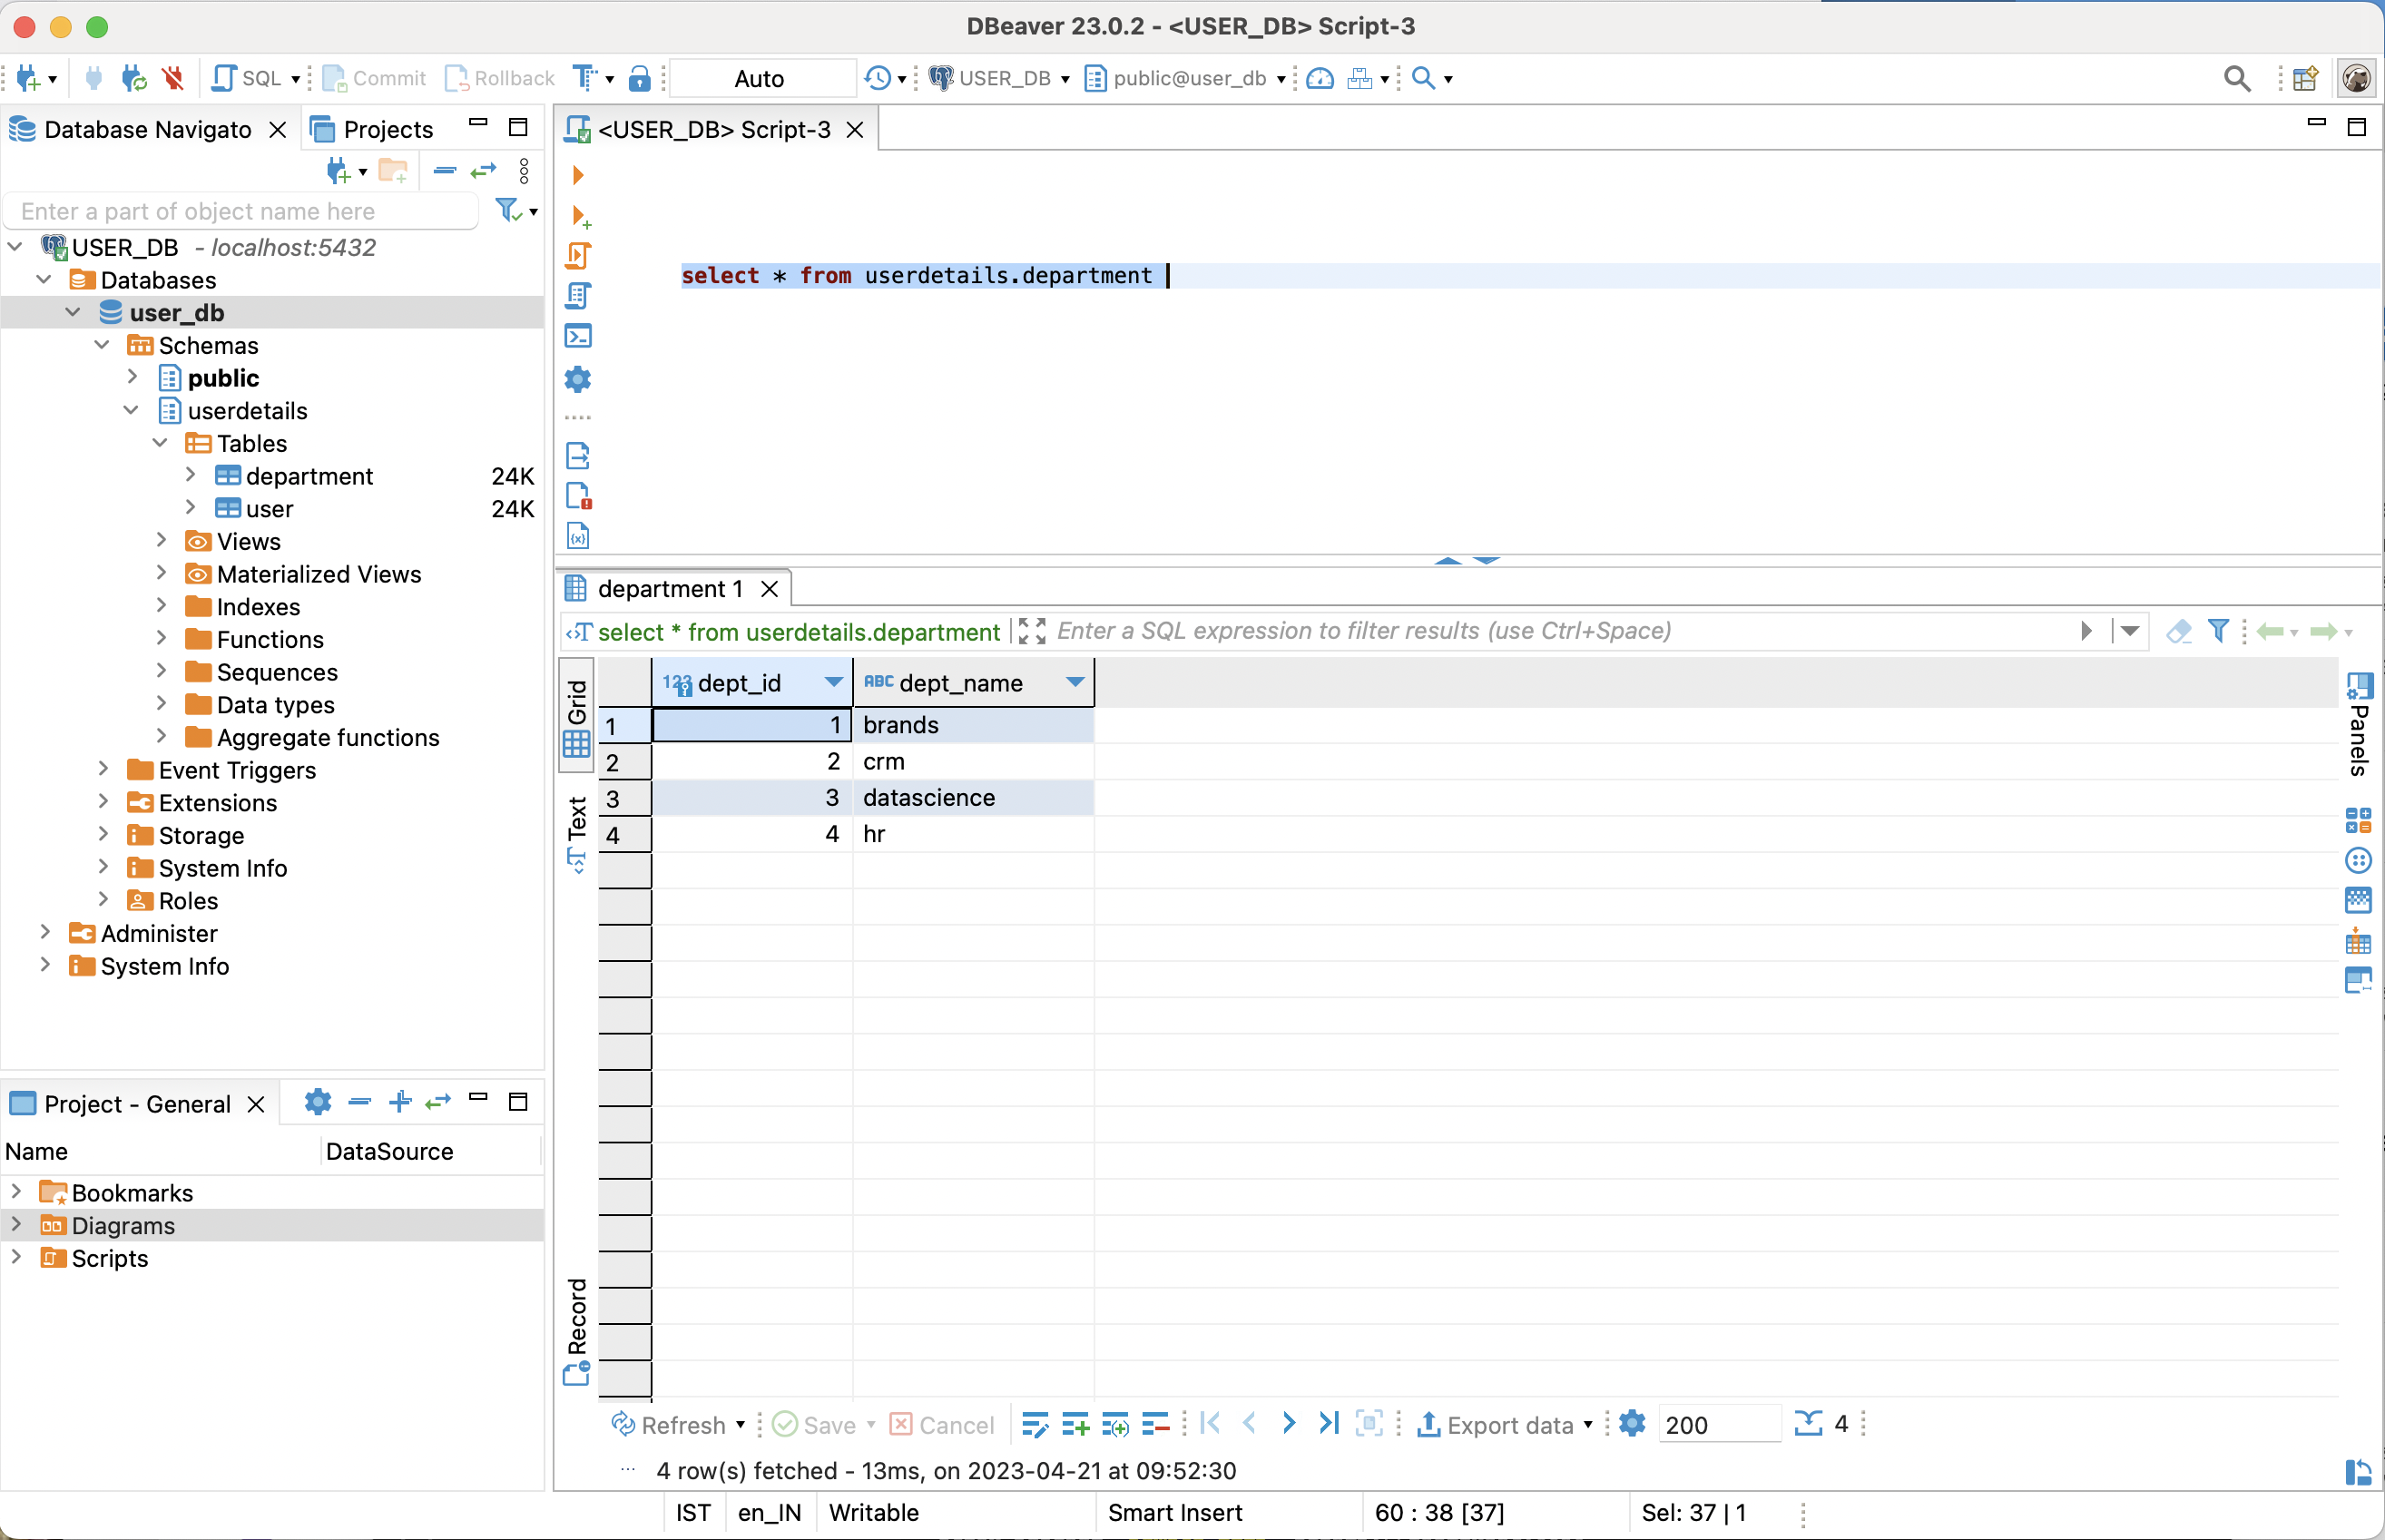 DBeaver 23.0.2 - <USER_DB> Script-3
SQL Commit Rollback Auto USER_DB public@user_db
Database Navigato Projects
Enter a part of object name here
USER_DB - localhost:5432
Databases
user_db
Schemas
public
userdetails
Tables
department 24K
user 24K
Views
Materialized Views
Indexes
Functions
Sequences
Data types
Aggregate functions
Event Triggers
Extensions
Storage
System Info
Roles
Administer
System Info
Project - General
Name DataSource
Bookmarks
Diagrams
Scripts
<USER_DB> Script-3
select * from userdetails.department
department 1
select * from userdetails.department Enter a SQL expression to filter results (use Ctrl+Space)
Grid
Text
Record
123 dept_id ABC dept_name
1 1 brands
2 2 crm
3 3 datascience
4 4 hr
Panels
Refresh Save Cancel Export data 200 4
... 4 row(s) fetched - 13ms, on 2023-04-21 at 09:52:30
IST en_IN Writable Smart Insert 60 : 38 [37] Sel: 37 | 1